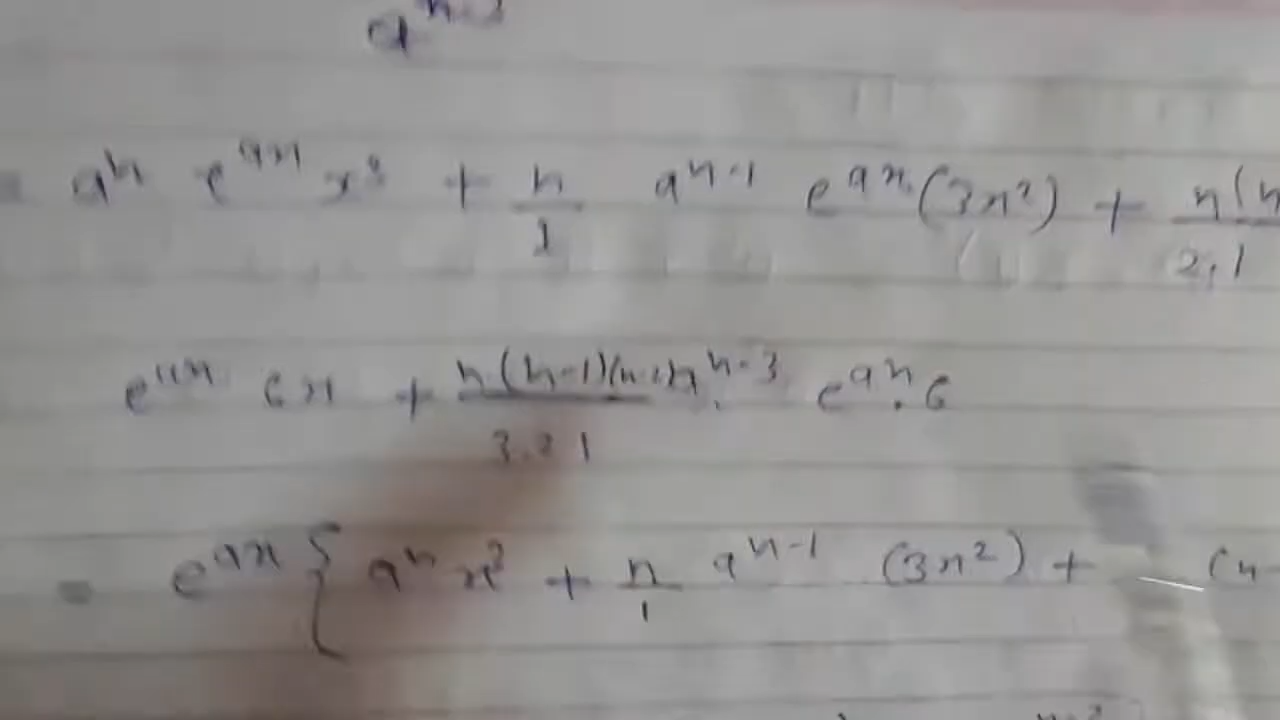 a^{n-3}
= a^n e^{ax} x^3 + n/1 a^{n-1} e^{ax} (3x^2) + n(n
2.1
e^{ax} 6x + n(n-1)(n-2)a^{n-3} / 3.2.1 e^{ax} . 6
= e^{ax} { a^n x^3 + n/1 a^{n-1} (3x^2) + (n-